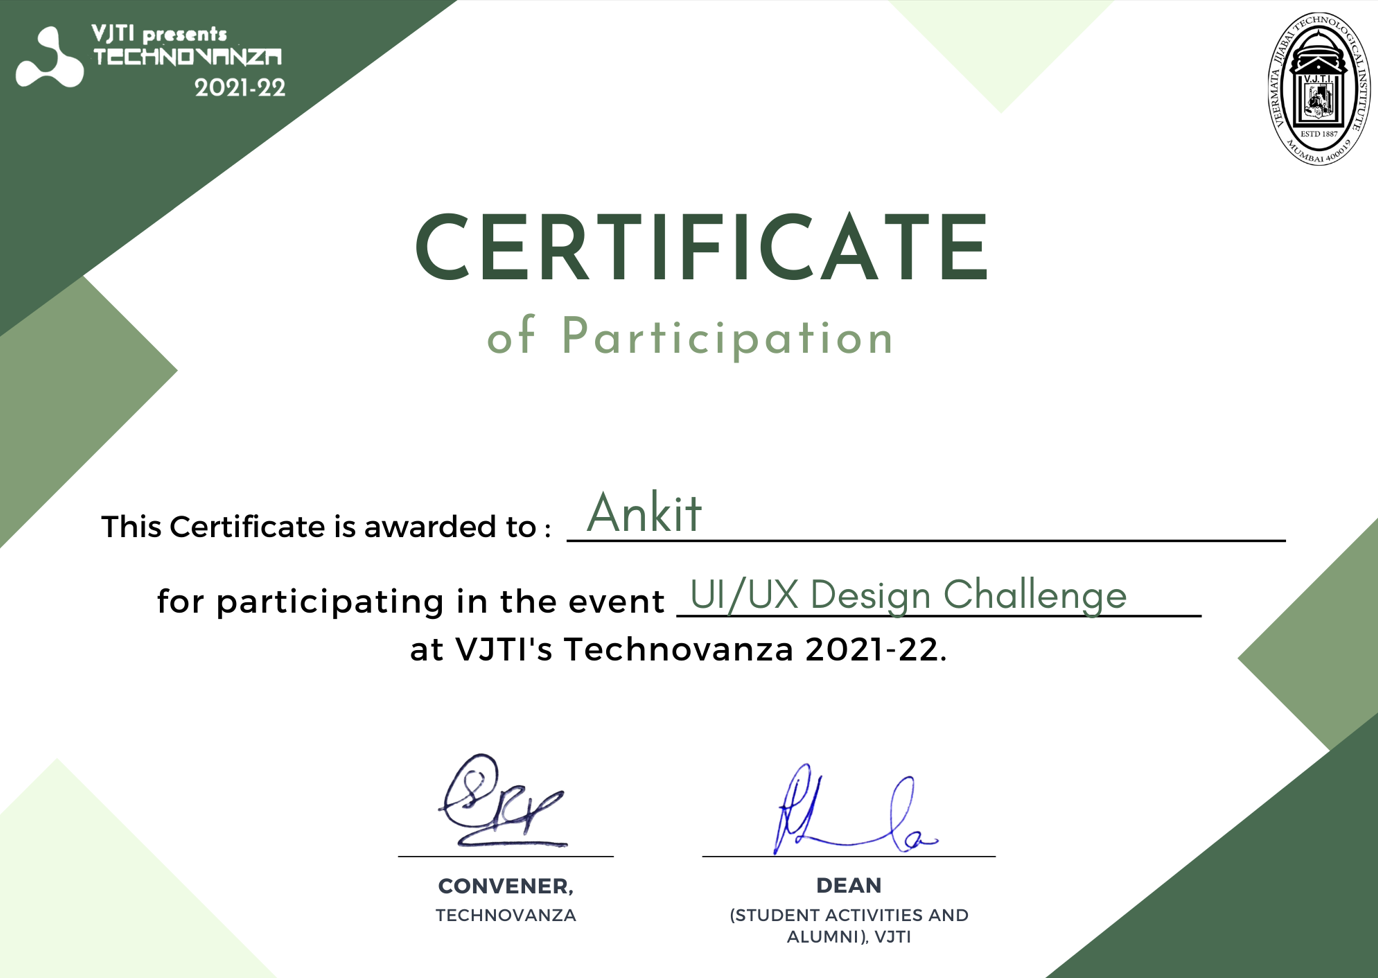 VJTI presents
TECHNOVANZA
2021-22
VEERMATA JIJABAI TECHNOLOGICAL INSTITUTE
V.J.T.I.
ESTD 1887
MUMBAI 400019
CERTIFICATE
of Participation
This Certificate is awarded to : Ankit
for participating in the event UI/UX Design Challenge
at VJTI's Technovanza 2021-22.
CONVENER,
TECHNOVANZA
DEAN
(STUDENT ACTIVITIES AND
ALUMNI), VJTI